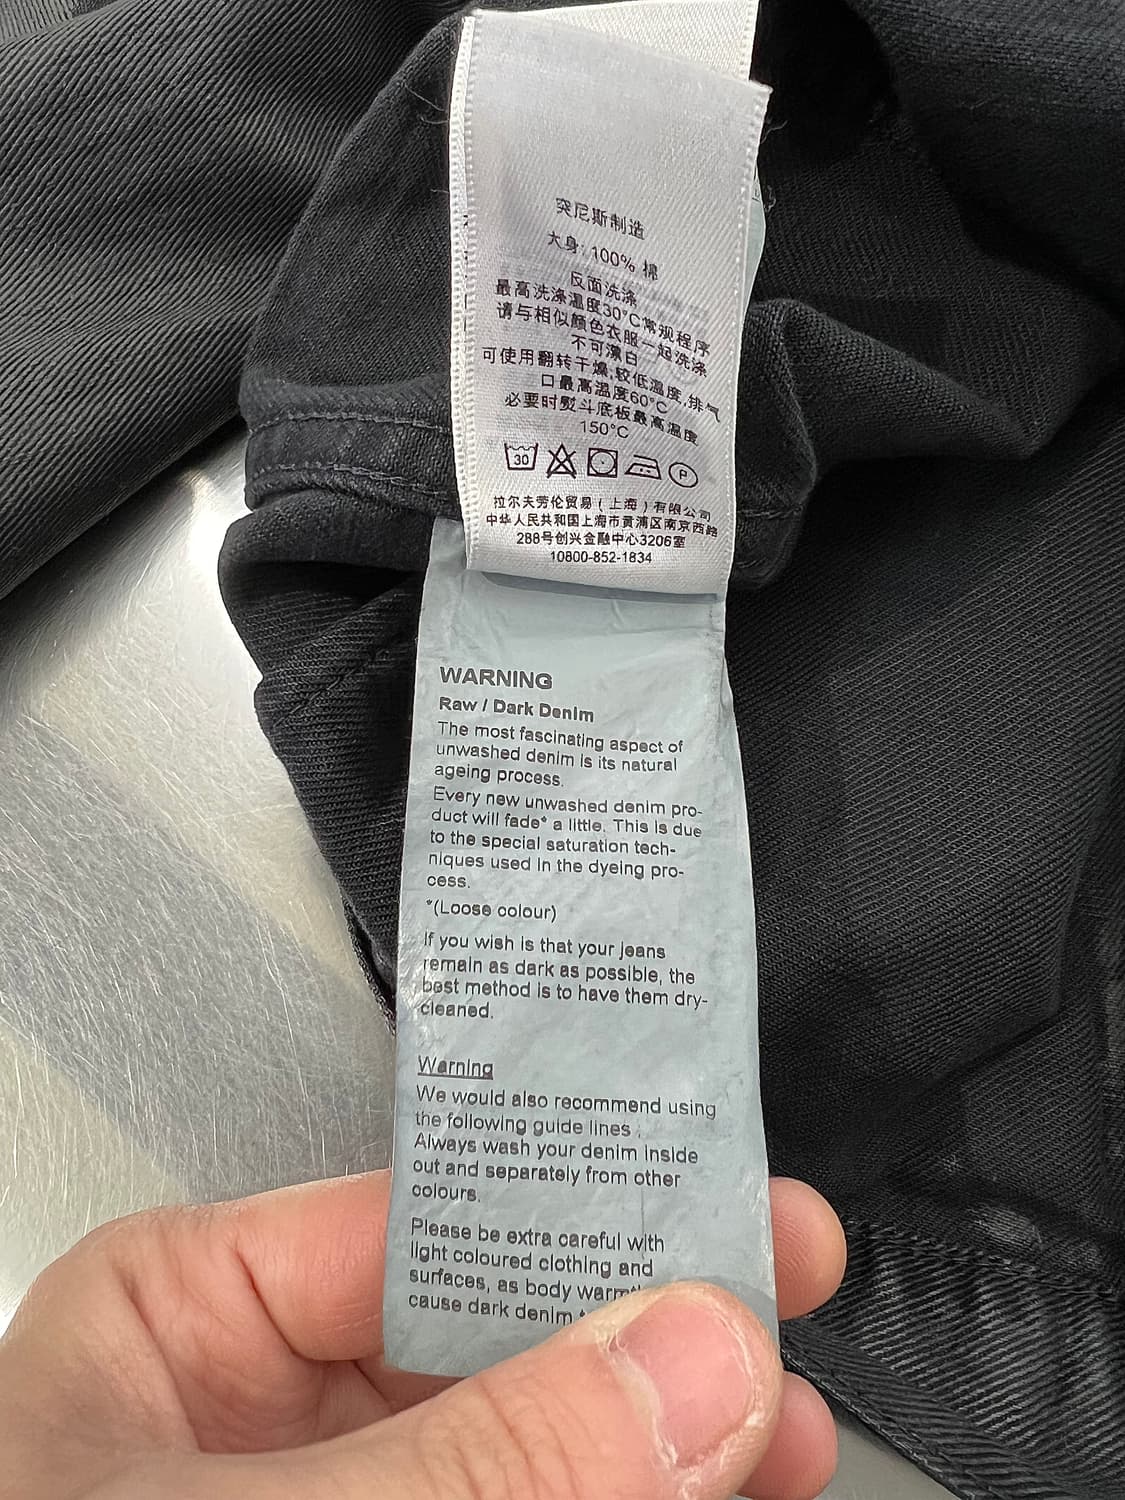 突尼斯制造
大身: 100% 棉
反面洗涤
最高洗涤温度30°C常规程序
请与相似颜色衣服一起洗涤
不可漂白
可使用翻转干燥,较低温度,排气
口最高温度60°C
必要时熨斗底板最高温度
150°C
30
P
拉尔夫劳伦贸易（上海）有限公司
中华人民共和国上海市黄浦区南京西路
288号创兴金融中心3206室
10800-852-1834
WARNING
Raw / Dark Denim
The most fascinating aspect of
unwashed denim is its natural
ageing process.
Every new unwashed denim pro-
duct will fade* a little. This is due
to the special saturation tech-
niques used in the dyeing pro-
cess.
*(Loose colour)
If you wish is that your jeans
remain as dark as possible, the
best method is to have them dry-
cleaned.
Warning
We would also recommend using
the following guide lines :
Always wash your denim inside
out and separately from other
colours.
Please be extra careful with
light coloured clothing and
surfaces, as body
cause dark denim